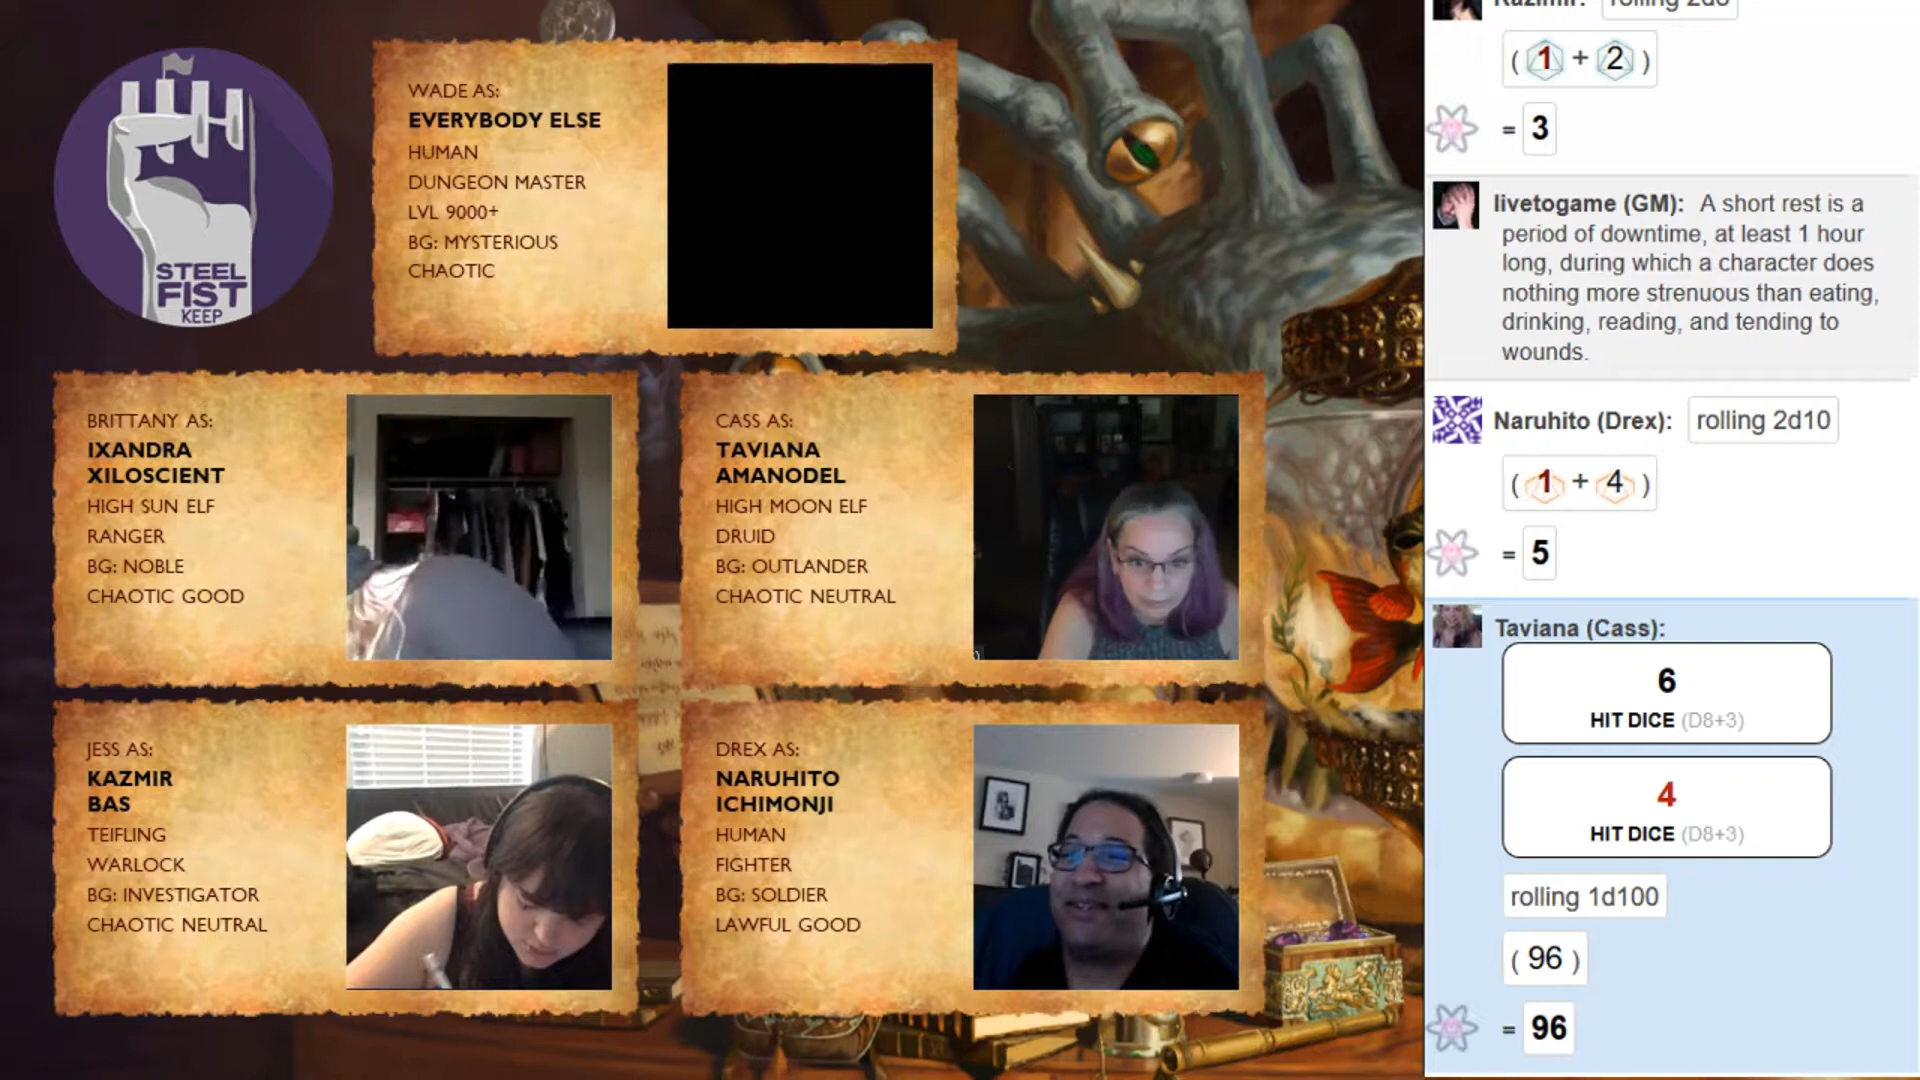 STEEL
FIST
KEEP
WADE AS:
EVERYBODY ELSE
HUMAN
DUNGEON MASTER
LVL 9000+
BG: MYSTERIOUS
CHAOTIC
BRITTANY AS:
IXANDRA
XILOSCIENT
HIGH SUN ELF
RANGER
BG: NOBLE
CHAOTIC GOOD
CASS AS:
TAVIANA
AMANODEL
HIGH MOON ELF
DRUID
BG: OUTLANDER
CHAOTIC NEUTRAL
JESS AS:
KAZMIR
BAS
TEIFLING
WARLOCK
BG: INVESTIGATOR
CHAOTIC NEUTRAL
DREX AS:
NARUHITO
ICHIMONJI
HUMAN
FIGHTER
BG: SOLDIER
LAWFUL GOOD
Kazimir: rolling 2d8
(1 + 2)
= 3
livetogame (GM): A short rest is a
period of downtime, at least 1 hour
long, during which a character does
nothing more strenuous than eating,
drinking, reading, and tending to
wounds.
Naruhito (Drex): rolling 2d10
(1 + 4)
= 5
Taviana (Cass):
6
HIT DICE (D8+3)
4
HIT DICE (D8+3)
rolling 1d100
(96)
= 96